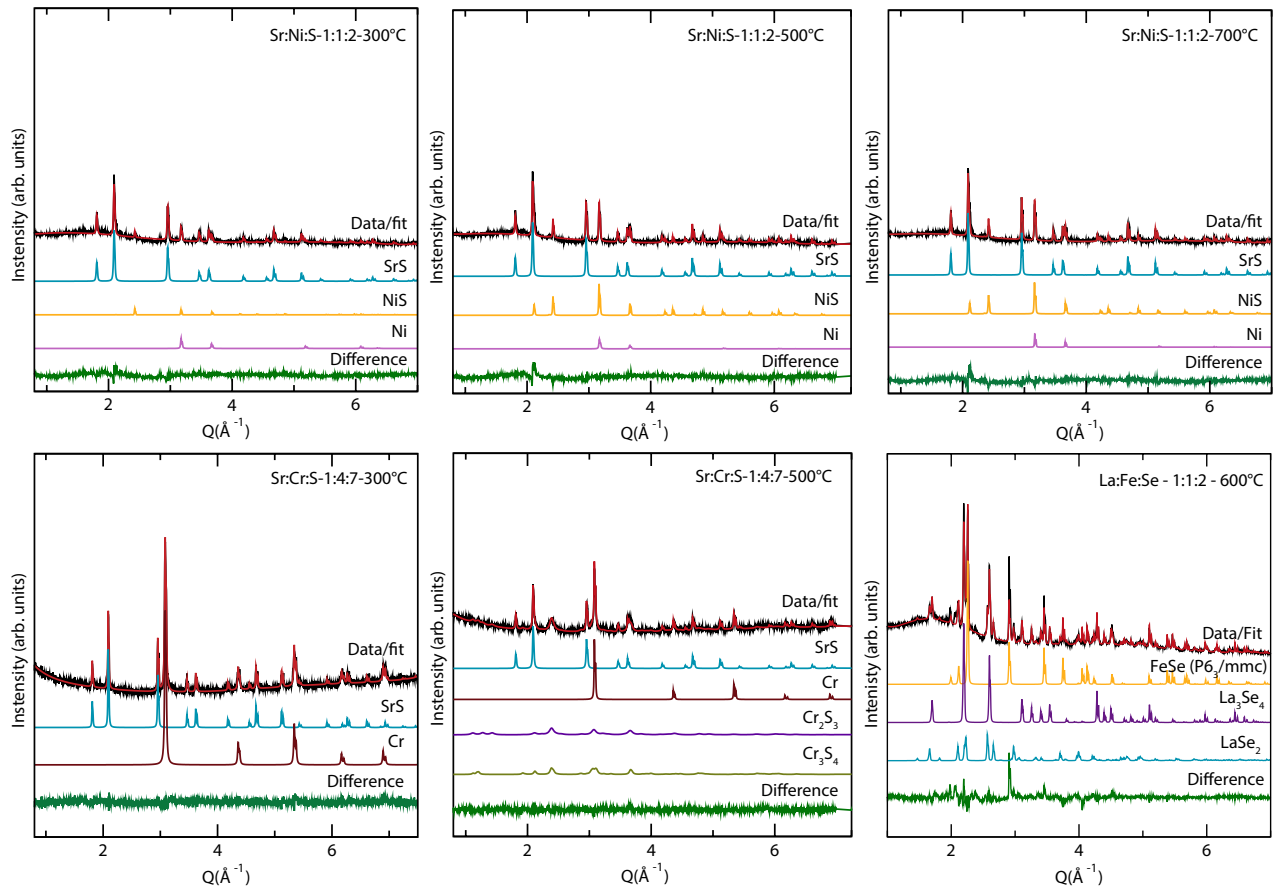 Sr:Ni:S-1:1:2-300°C
Instensity (arb. units)
Data/fit
SrS
NiS
Ni
Difference
2 4 6
Q(Å⁻¹)
Sr:Ni:S-1:1:2-500°C
Instensity (arb. units)
Data/fit
SrS
NiS
Ni
Difference
2 4 6
Q(Å⁻¹)
Sr:Ni:S-1:1:2-700°C
Instensity (arb. units)
Data/fit
SrS
NiS
Ni
Difference
2 4 6
Q(Å⁻¹)
Sr:Cr:S-1:4:7-300°C
Instensity (arb. units)
Data/fit
SrS
Cr
Difference
2 4 6
Q(Å⁻¹)
Sr:Cr:S-1:4:7-500°C
Instensity (arb. units)
Data/fit
SrS
Cr
Cr₂S₃
Cr₃S₄
Difference
2 4 6
Q(Å⁻¹)
La:Fe:Se - 1:1:2 - 600°C
Intenisity (arb. units)
Data/Fit
FeSe (P6₃/mmc)
La₃Se₄
LaSe₂
Difference
2 4 6
Q(Å⁻¹)